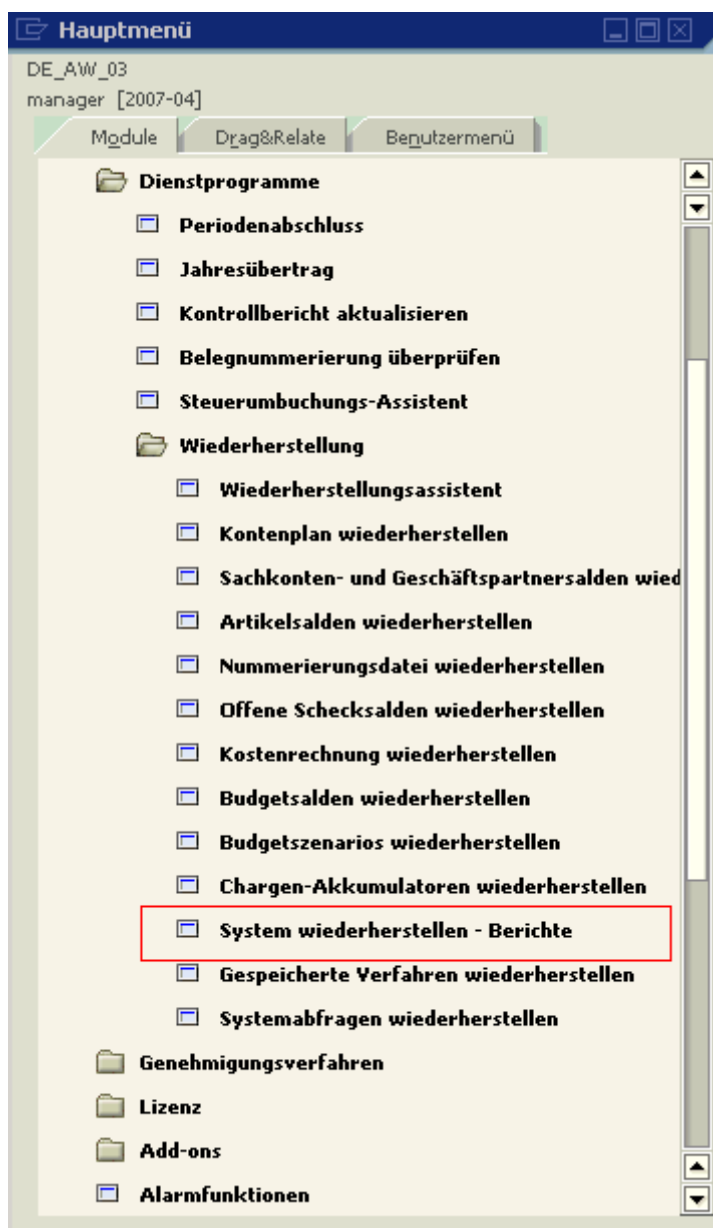 Hauptmenü
DE_AW_03
manager [2007-04]
Module Drag&Relate Benutzermenü
Dienstprogramme
Periodenabschluss
Jahresübertrag
Kontrollbericht aktualisieren
Belegnummerierung überprüfen
Steuerumbuchungs-Assistent
Wiederherstellung
Wiederherstellungsassistent
Kontenplan wiederherstellen
Sachkonten- und Geschäftspartnersalden wied
Artikelsalden wiederherstellen
Nummerierungsdatei wiederherstellen
Offene Schecksalden wiederherstellen
Kostenrechnung wiederherstellen
Budgetsalden wiederherstellen
Budgetszenarios wiederherstellen
Chargen-Akkumulatoren wiederherstellen
System wiederherstellen - Berichte
Gespeicherte Verfahren wiederherstellen
Systemabfragen wiederherstellen
Genehmigungsverfahren
Lizenz
Add-ons
Alarmfunktionen